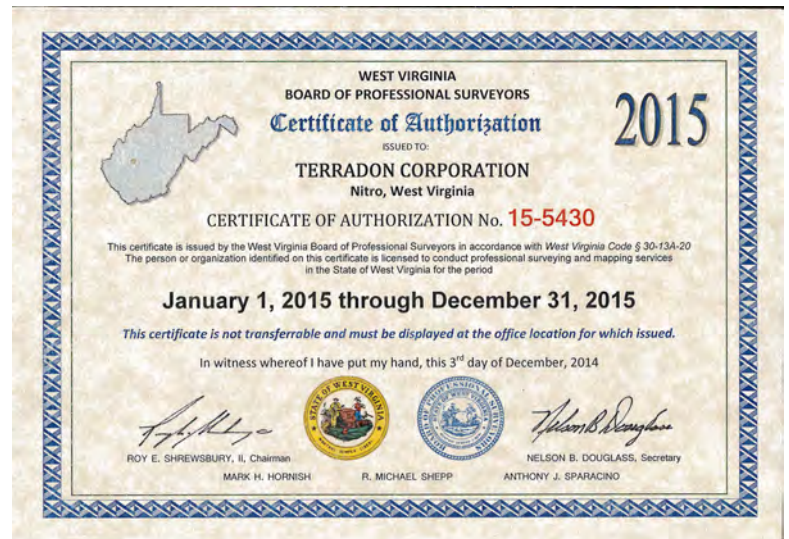 WEST VIRGINIA
BOARD OF PROFESSIONAL SURVEYORS
Certificate of Authorization
2015
ISSUED TO:
TERRADON CORPORATION
Nitro, West Virginia
CERTIFICATE OF AUTHORIZATION No. 15-5430
This certificate is issued by the West Virginia Board of Professional Surveyors in accordance with West Virginia Code § 30-13A-20
The person or organization identified on this certificate is licensed to conduct professional surveying and mapping services
in the State of West Virginia for the period
January 1, 2015 through December 31, 2015
This certificate is not transferrable and must be displayed at the office location for which issued.
In witness whereof I have put my hand, this 3rd day of December, 2014
STATE OF WEST VIRGINIA
Nelson B Douglass
ROY E. SHREWSBURY, II, Chairman
NELSON B. DOUGLASS, Secretary
MARK H. HORNISH R. MICHAEL SHEPP ANTHONY J. SPARACINO